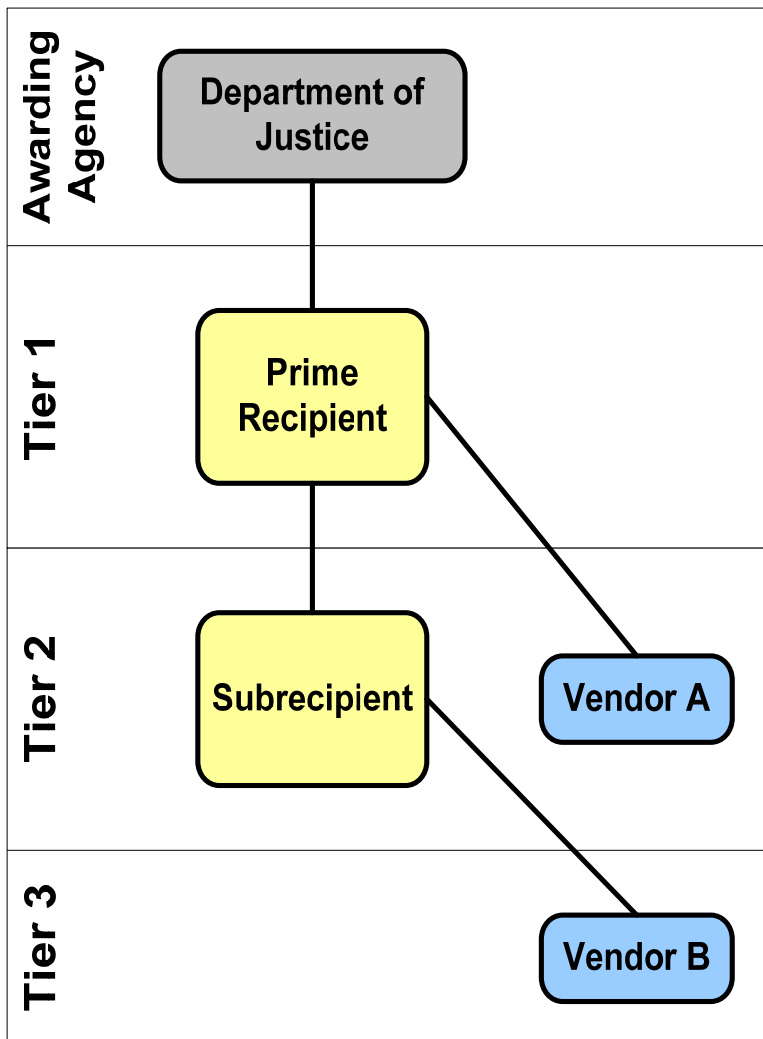 Awarding
Agency
Department of
Justice
Tier 1
Prime
Recipient
Tier 2
Subrecipient
Vendor A
Tier 3
Vendor B